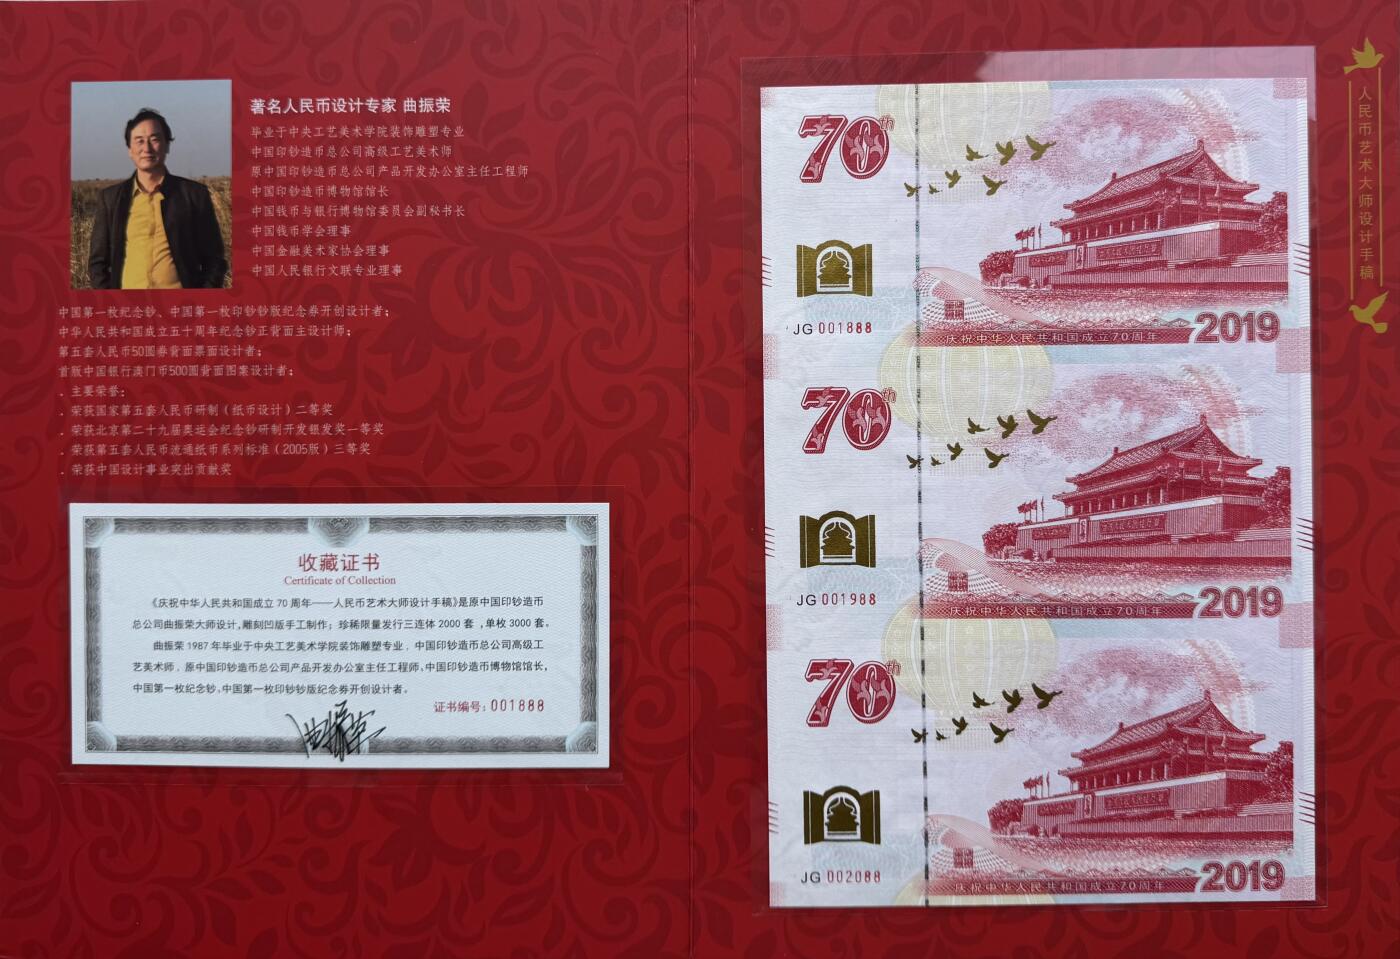 著名人民币设计专家 曲振荣
毕业于中央工艺美术学院装饰雕塑专业
中国印钞造币总公司高级工艺美术师
原中国印钞造币总公司产品开发办公室主任工程师
中国印钞造币博物馆馆长
中国钱币与银行博物馆委员会副秘书长
中国钱币学会理事
中国金融美术家协会理事
中国人民银行文联专业理事
中国第一枚纪念钞、中国第一枚印钞钞版纪念券开创设计者;
中华人民共和国成立五十周年纪念钞正背面主设计师;
第五套人民币50圆券背面票面设计者;
首版中国银行澳门币500圆背面图案设计者;
. 主要荣誉:
. 荣获国家第五套人民币研制(纸币设计)二等奖
. 荣获北京第二十九届奥运会纪念钞研制开发银发奖一等奖
. 荣获第五套人民币流通纸币系列标准(2005版)三等奖
. 荣获中国设计事业突出贡献奖
收藏证书
Certificate of Collection
《庆祝中华人民共和国成立70周年——人民币艺术大师设计手稿》是原中国印钞造币
总公司曲振荣大师设计,雕刻凹版手工制作;珍稀限量发行三连体2000套,单枚3000套。
曲振荣1987年毕业于中央工艺美术学院装饰雕塑专业,中国印钞造币总公司高级工
艺美术师,原中国印钞造币总公司产品开发办公室主任工程师、中国印钞造币博物馆馆长,
中国第一枚纪念钞、中国第一枚印钞钞版纪念券开创设计者。
证书编号:001888
曲振荣
70th
JG 001888
庆祝中华人民共和国成立70周年
2019
70th
JG 001988
庆祝中华人民共和国成立70周年
2019
70th
JG 002088
庆祝中华人民共和国成立70周年
2019
人民币艺术大师设计手稿